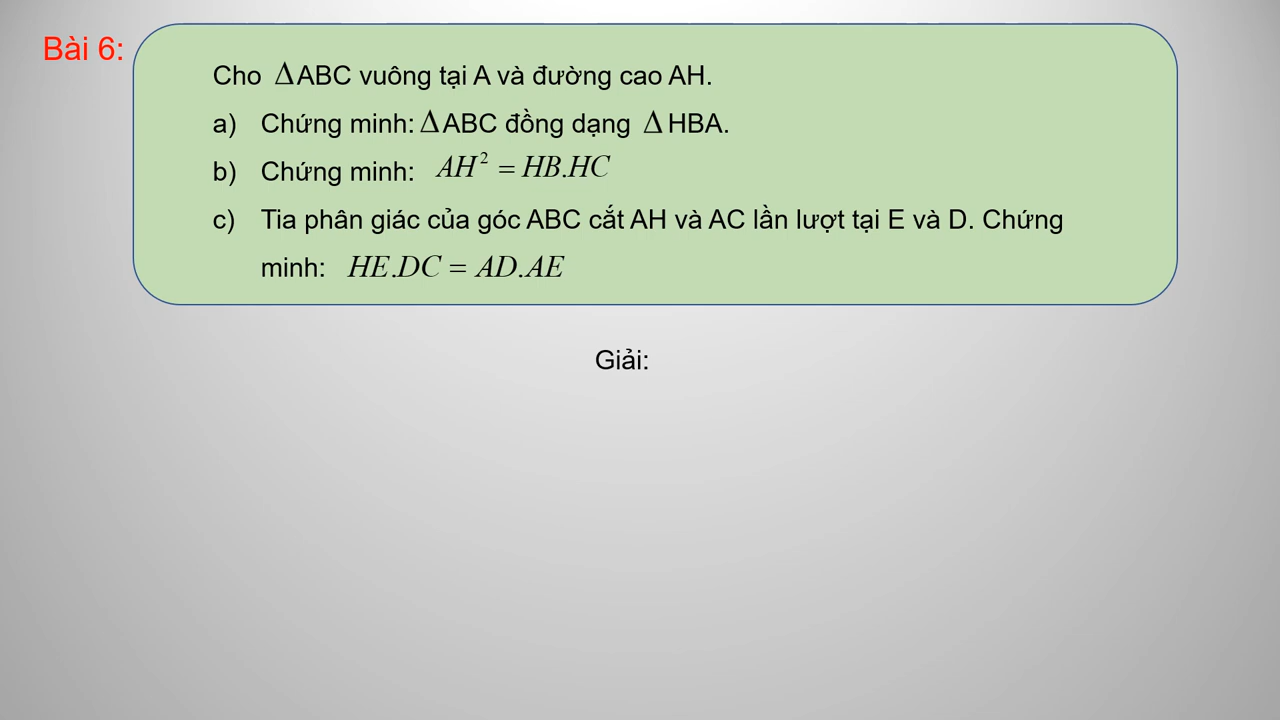 Bài 6:
Cho ΔABC vuông tại A và đường cao AH.
a) Chứng minh: ΔABC đồng dạng Δ HBA.
b) Chứng minh: AH² = HB.HC
c) Tia phân giác của góc ABC cắt AH và AC lần lượt tại E và D. Chứng
minh: HE.DC = AD.AE
Giải: